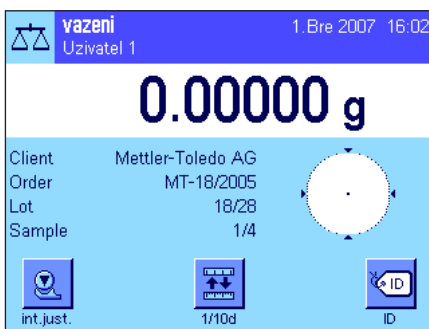 vazeni 1.Bre 2007 16:02
Uzivatel 1
0.00000 g
Client Mettler-Toledo AG
Order MT-18/2005
Lot 18/28
Sample 1/4
ID
int.just. 1/10d ID